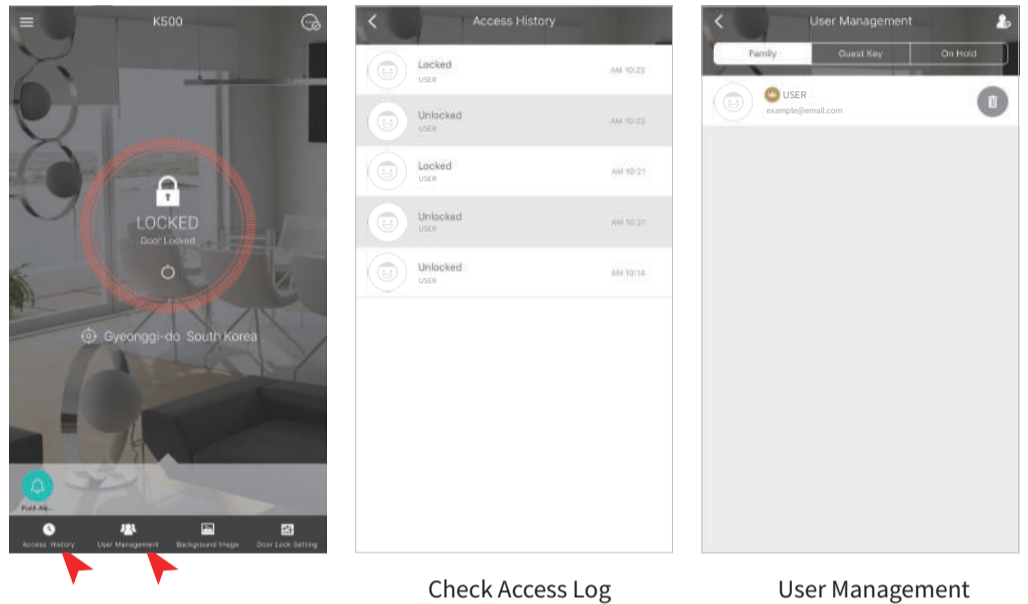 K500
LOCKED
Door Locked
Gyeonggi-do South Korea
Push Ala...
Access History
User Management
Background Image
Door Lock Setting
Access History
Locked
USER
AM 10:23
Unlocked
USER
AM 10:23
Locked
USER
AM 10:21
Unlocked
USER
AM 10:21
Unlocked
USER
AM 10:14
Check Access Log
User Management
Family
Guest Key
On Hold
USER
example@email.com
User Management